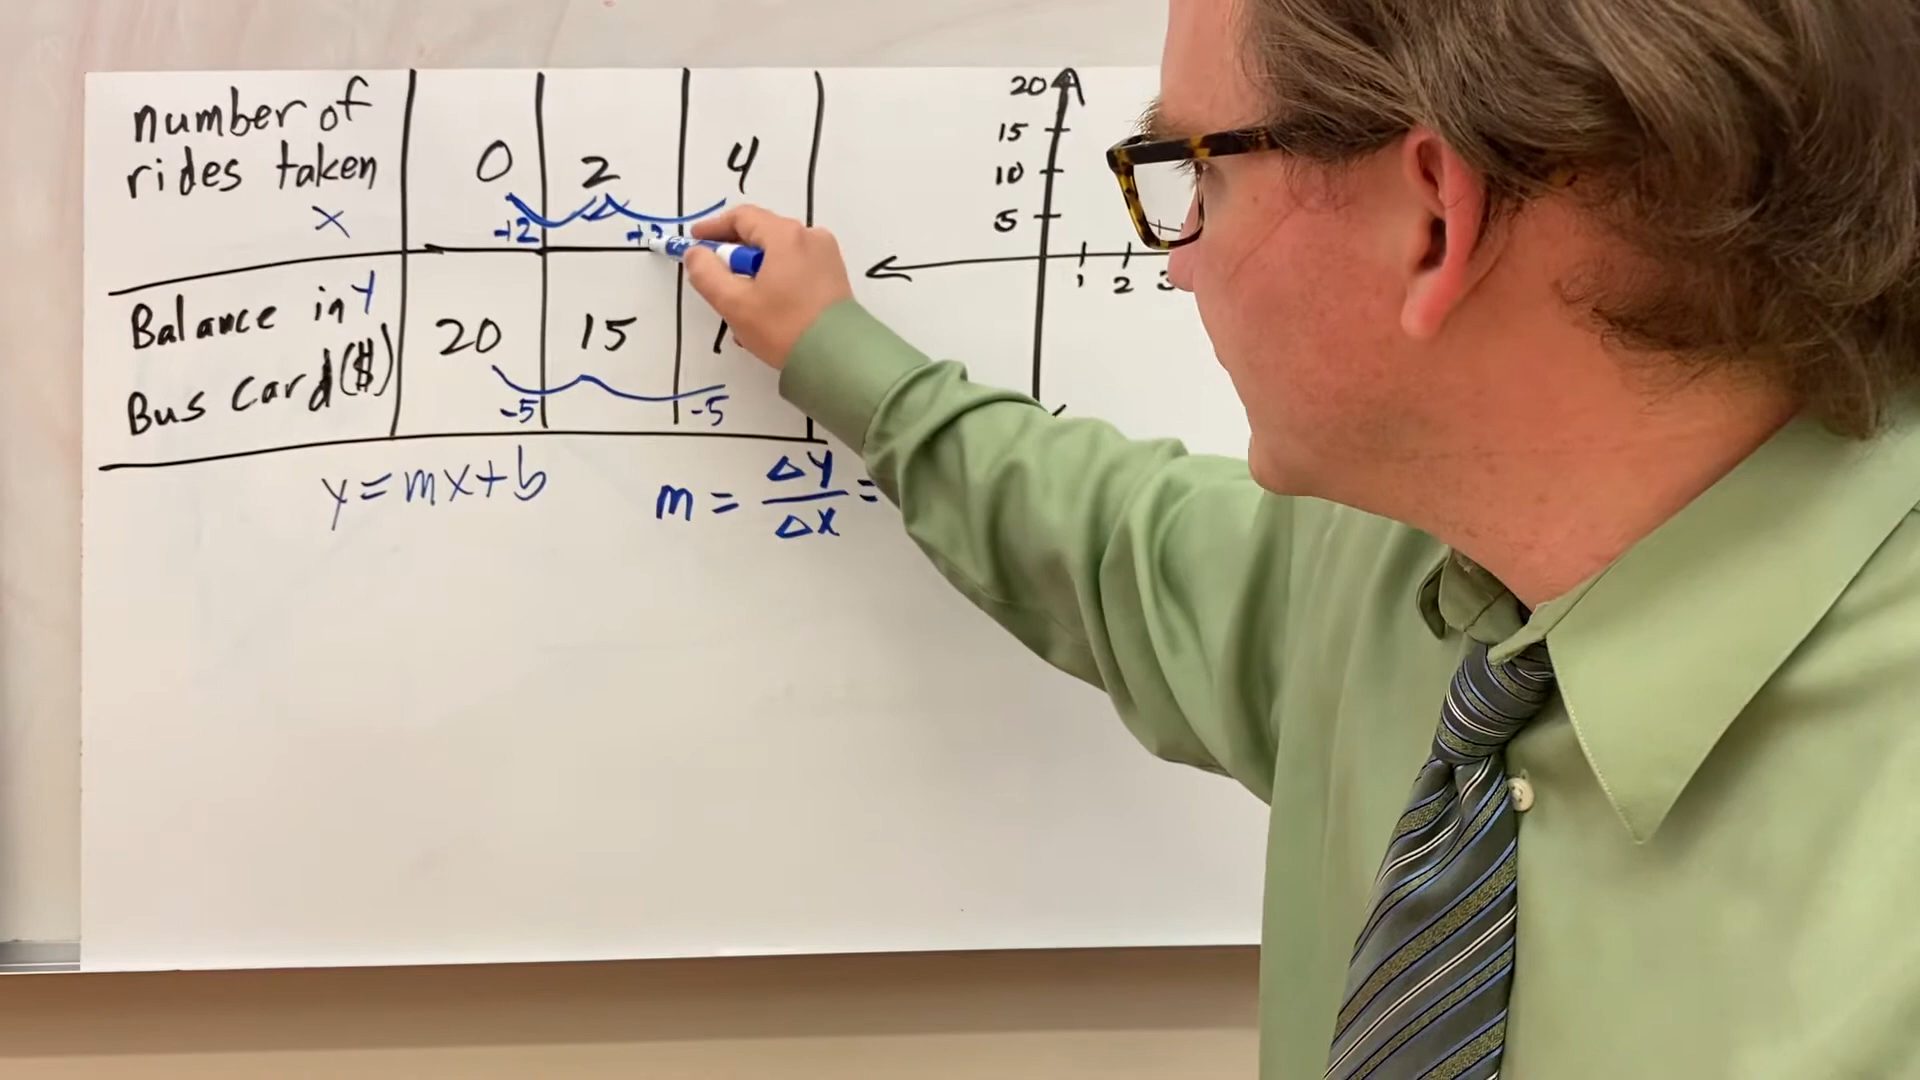 number of
rides taken
x
0 2 4
+2 +2
Balance in Y
Bus Card ($)
20 15 1
-5 -5
y=mx+b
m = ΔY/ΔX =
20
15
10
5
1 2 3